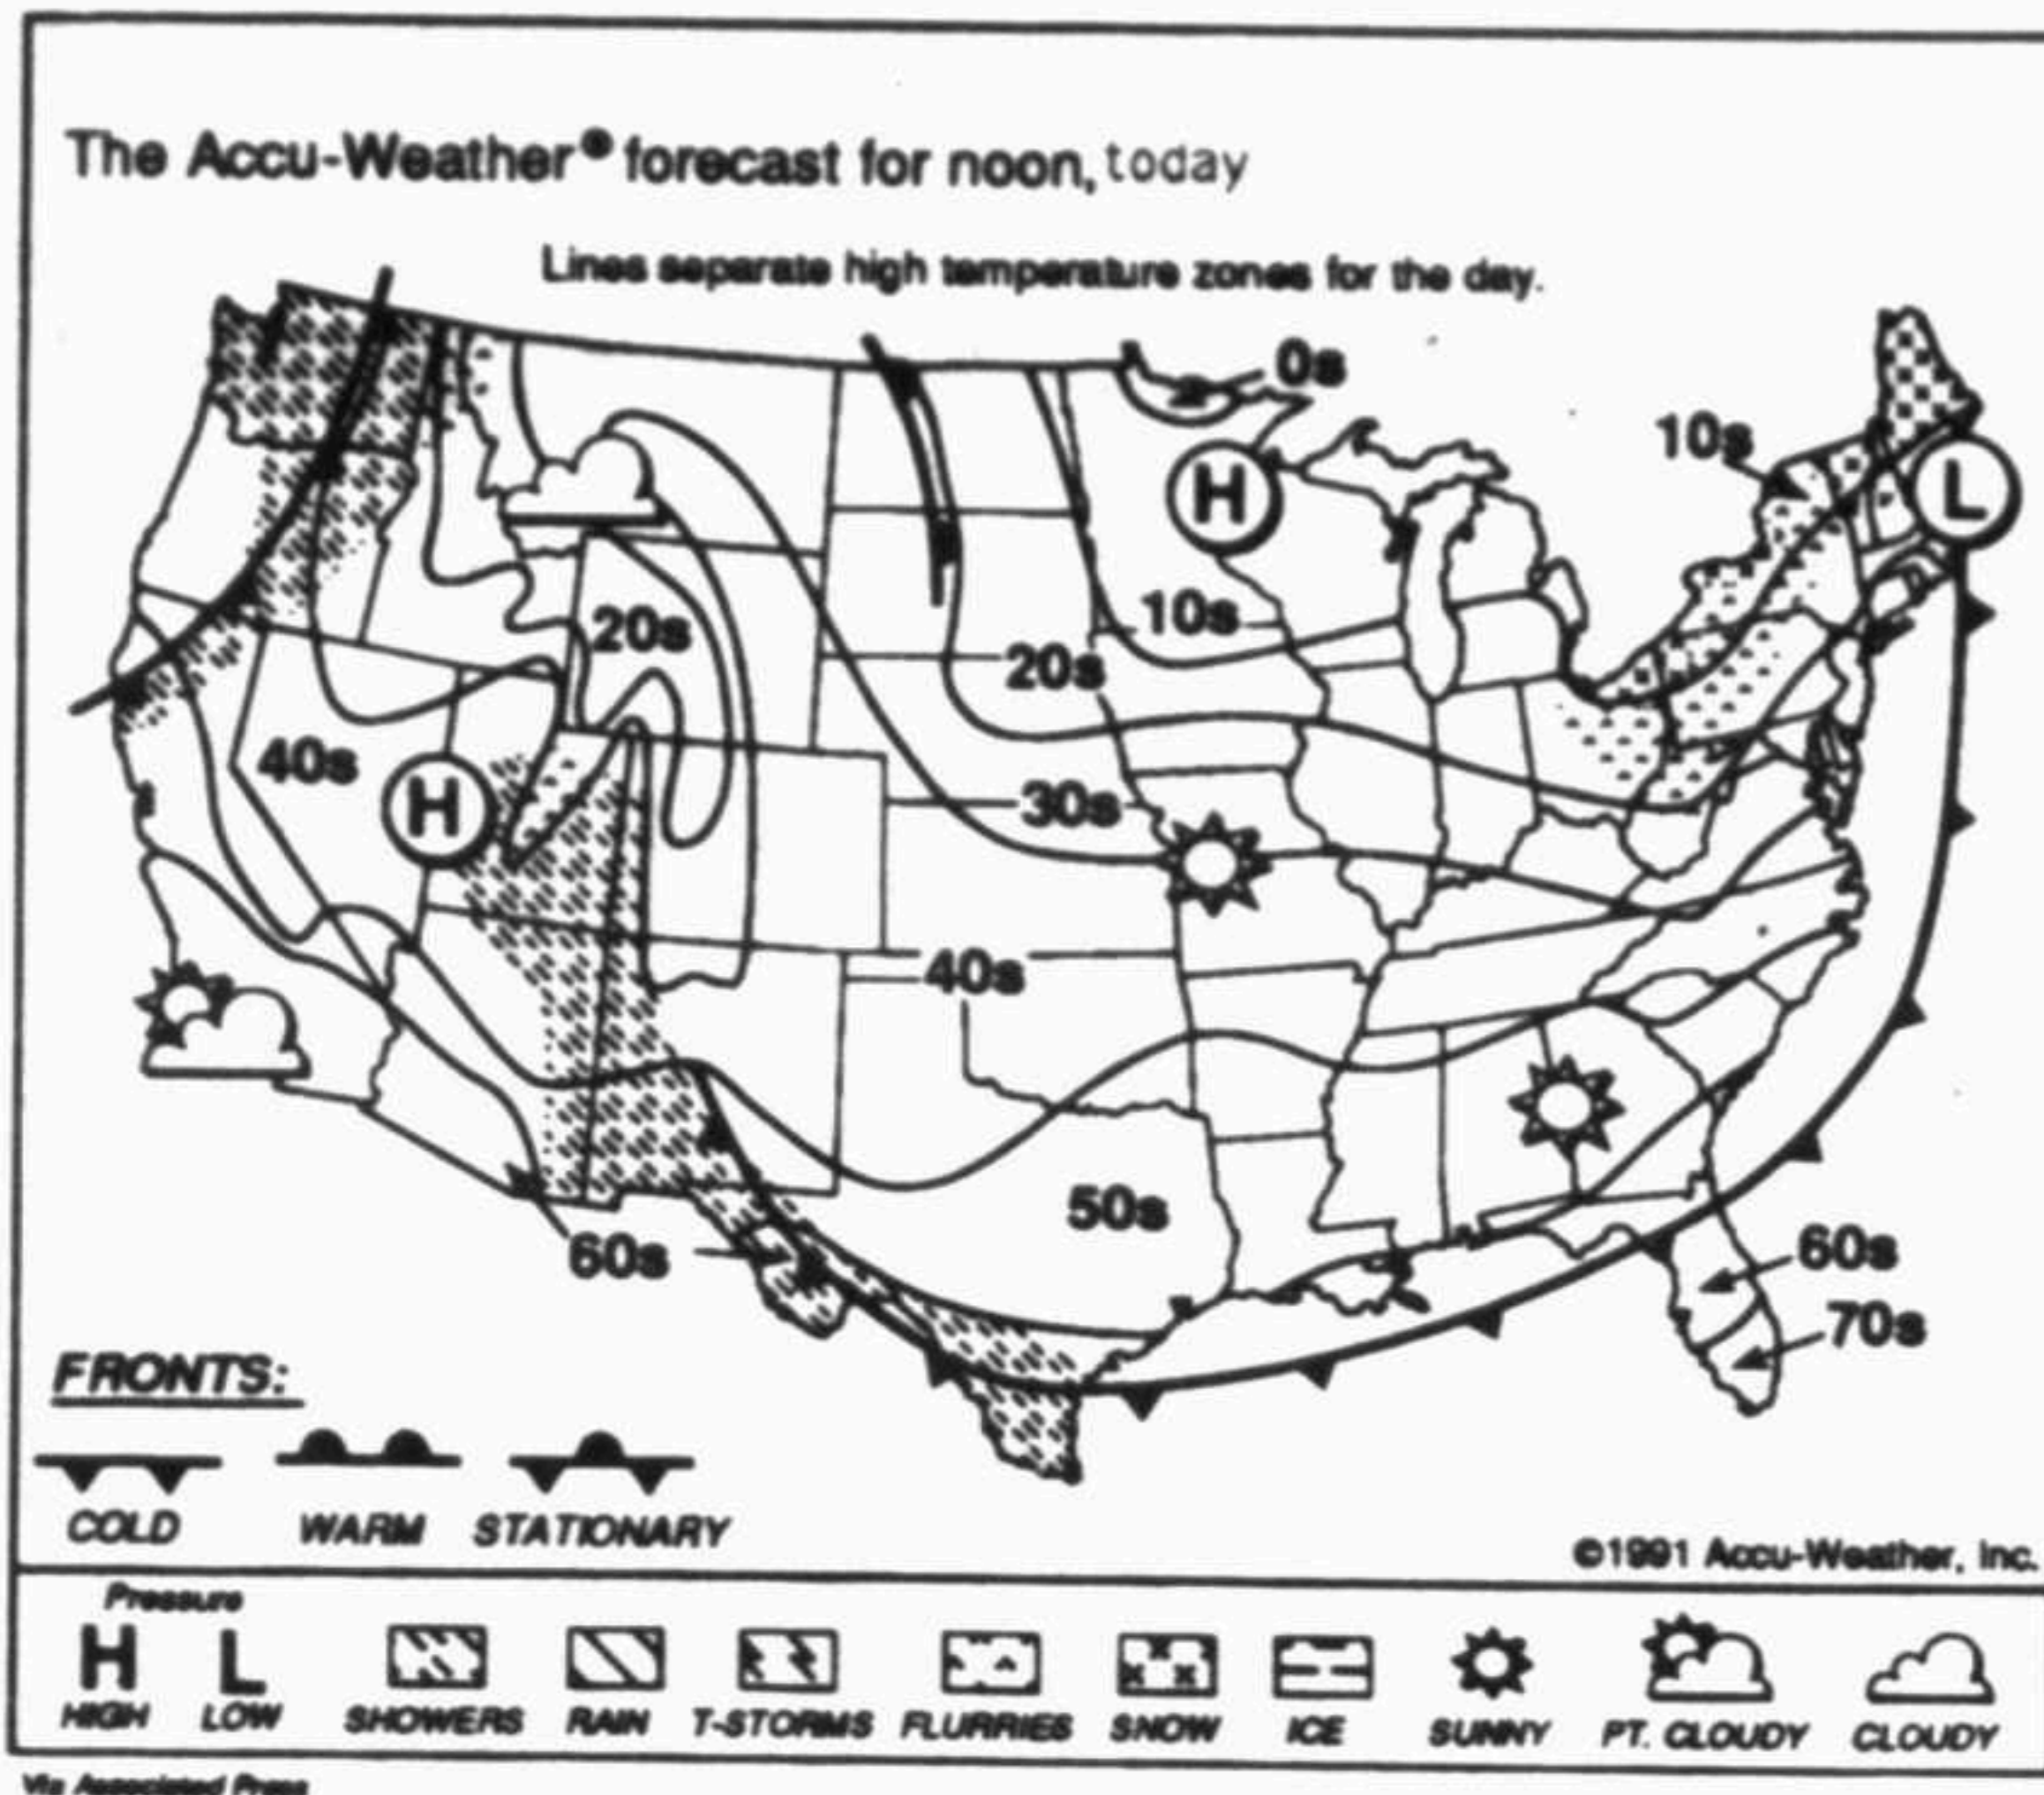 The Accu-Weather® forecast for noon, today
Lines separate high temperature zones for the day.
0s
10s
H
L
20s
10s
20s
40s
H
30s
40s
50s
60s
60s
70s
FRONTS:
COLD WARM STATIONARY
©1991 Accu-Weather, Inc.
Pressure
H L
HIGH LOW SHOWERS RAIN T-STORMS FLURRIES SNOW ICE SUNNY PT. CLOUDY CLOUDY
Via Associated Press